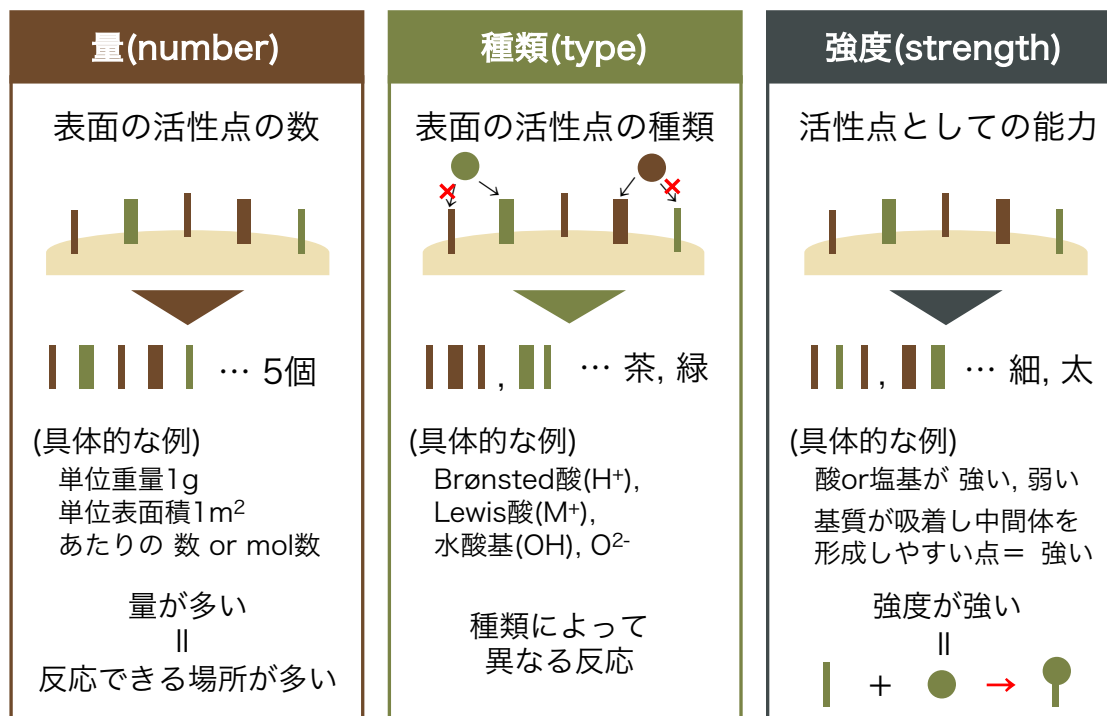 量(number)
表面の活性点の数
… 5個
(具体的な例)
単位重量1g
単位表面積1m²
あたりの 数 or mol数
量が多い
॥
反応できる場所が多い
種類(type)
表面の活性点の種類
, … 茶, 緑
(具体的な例)
Brønsted酸(H⁺),
Lewis酸(M⁺),
水酸基(OH), O²⁻
種類によって
異なる反応
強度(strength)
活性点としての能力
, … 細, 太
(具体的な例)
酸or塩基が 強い, 弱い
基質が吸着し中間体を
形成しやすい点＝ 強い
強度が強い
॥
+ →